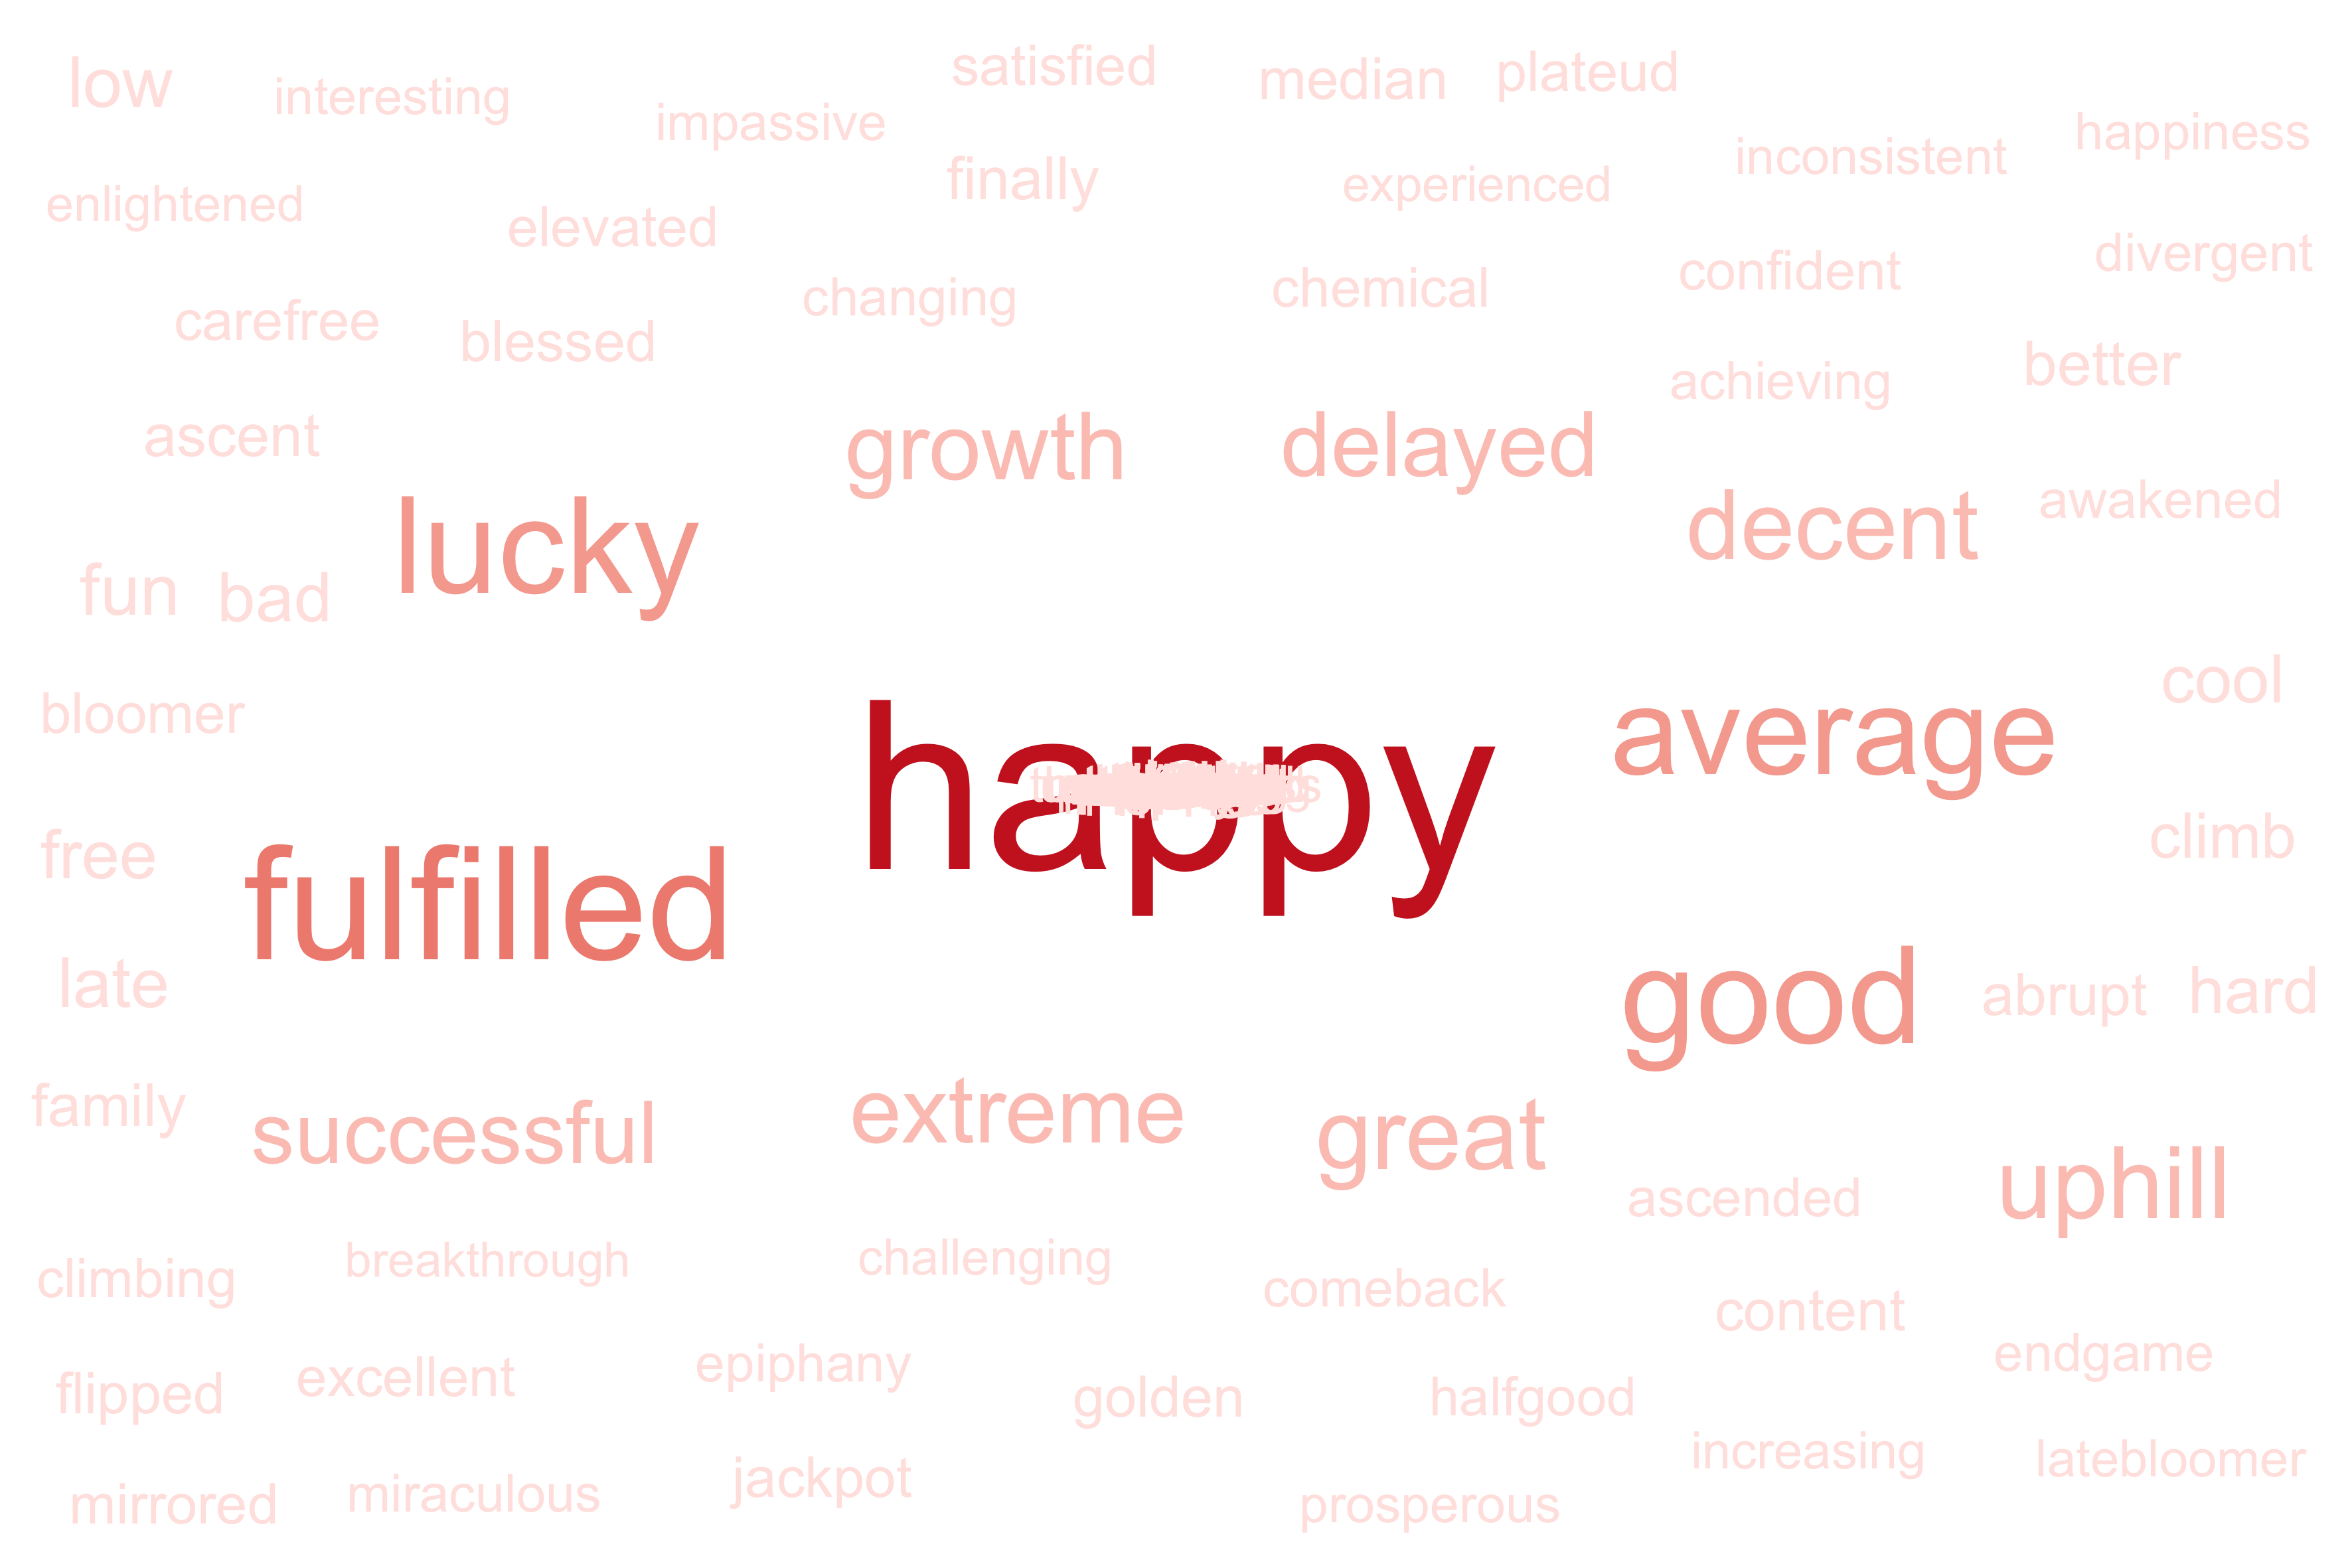 low
interesting
impassive
satisfied
median
plateud
happiness
inconsistent
enlightened
elevated
finally
experienced
divergent
carefree
blessed
changing
chemical
confident
achieving
better
ascent
growth
delayed
awakened
lucky
decent
fun
bad
bloomer
happy
average
cool
free
fulfilled
climb
late
good
abrupt
hard
family
successful
extreme
great
uphill
ascended
climbing
breakthrough
challenging
comeback
content
endgame
flipped
excellent
epiphany
golden
halfgood
increasing
latebloomer
mirrored
miraculous
jackpot
prosperous